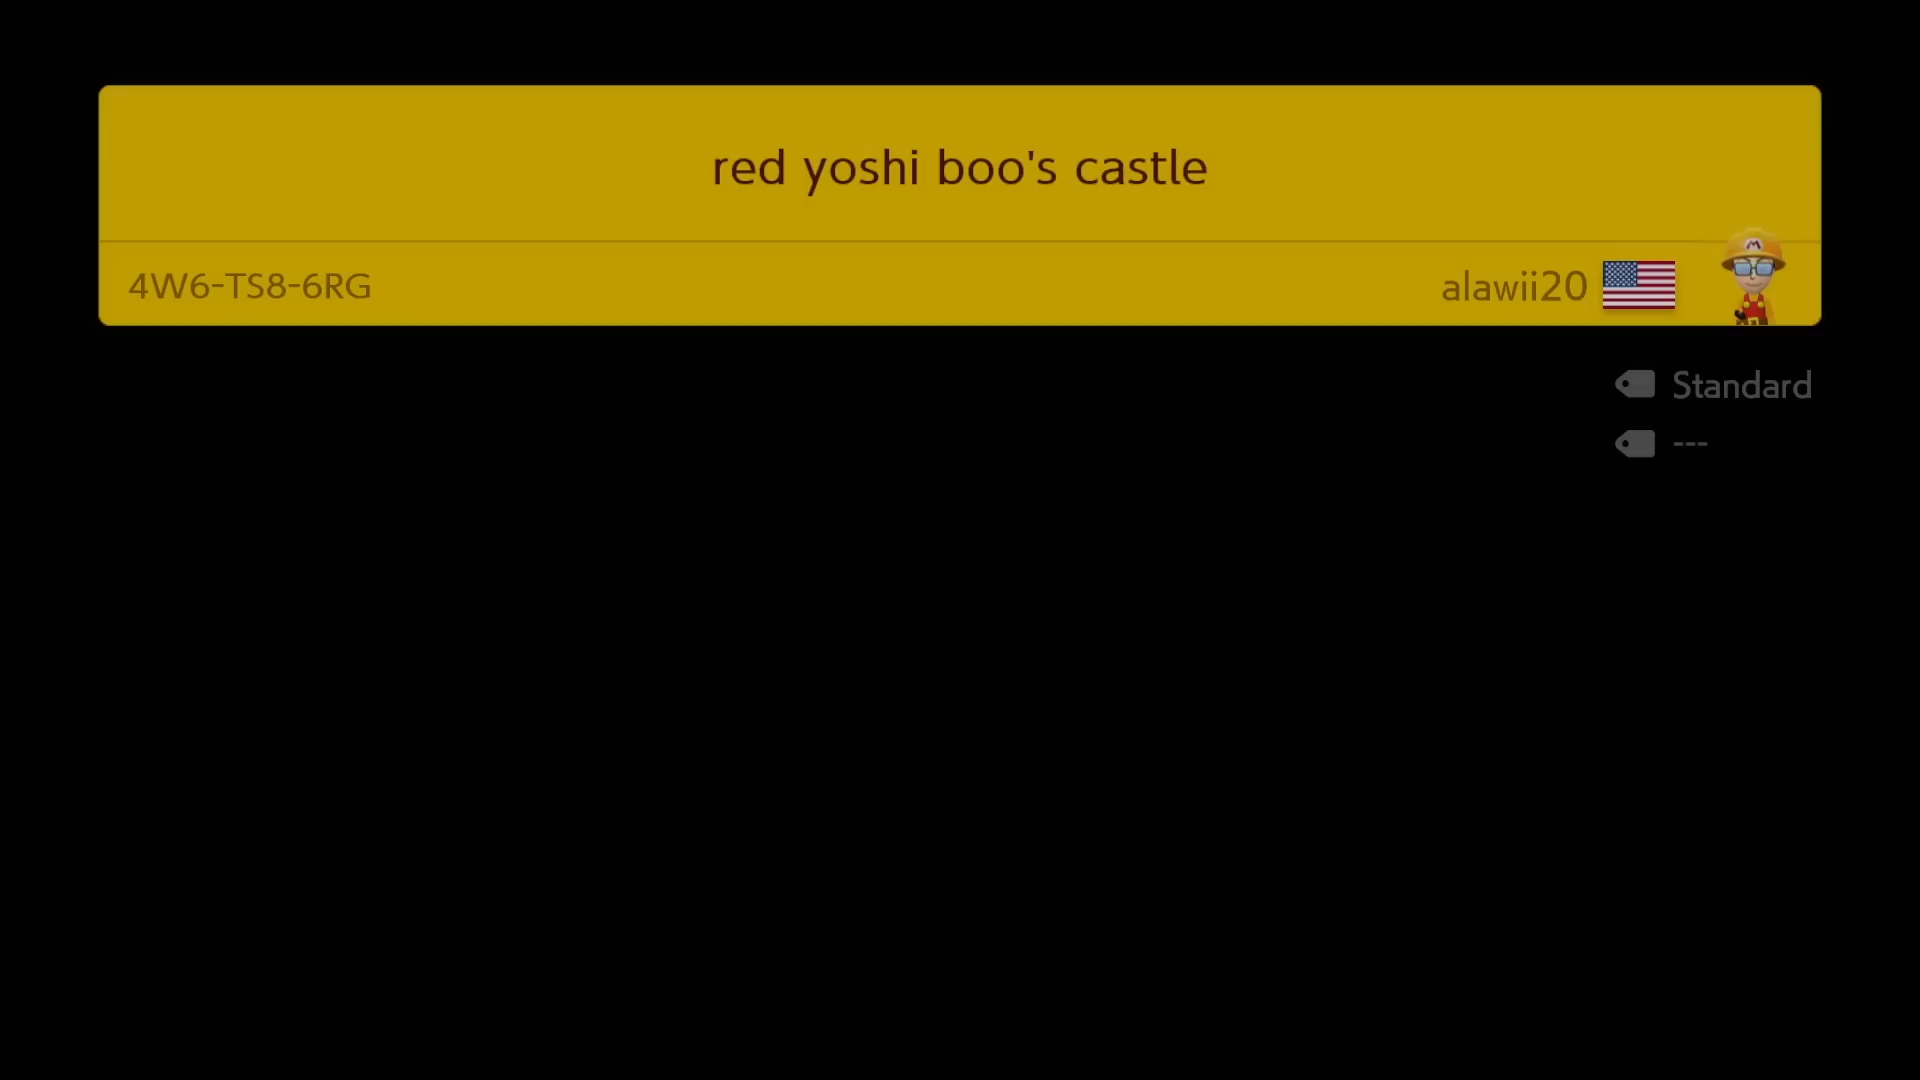 red yoshi boo's castle
4W6-TS8-6RG
alawii20
Standard
---